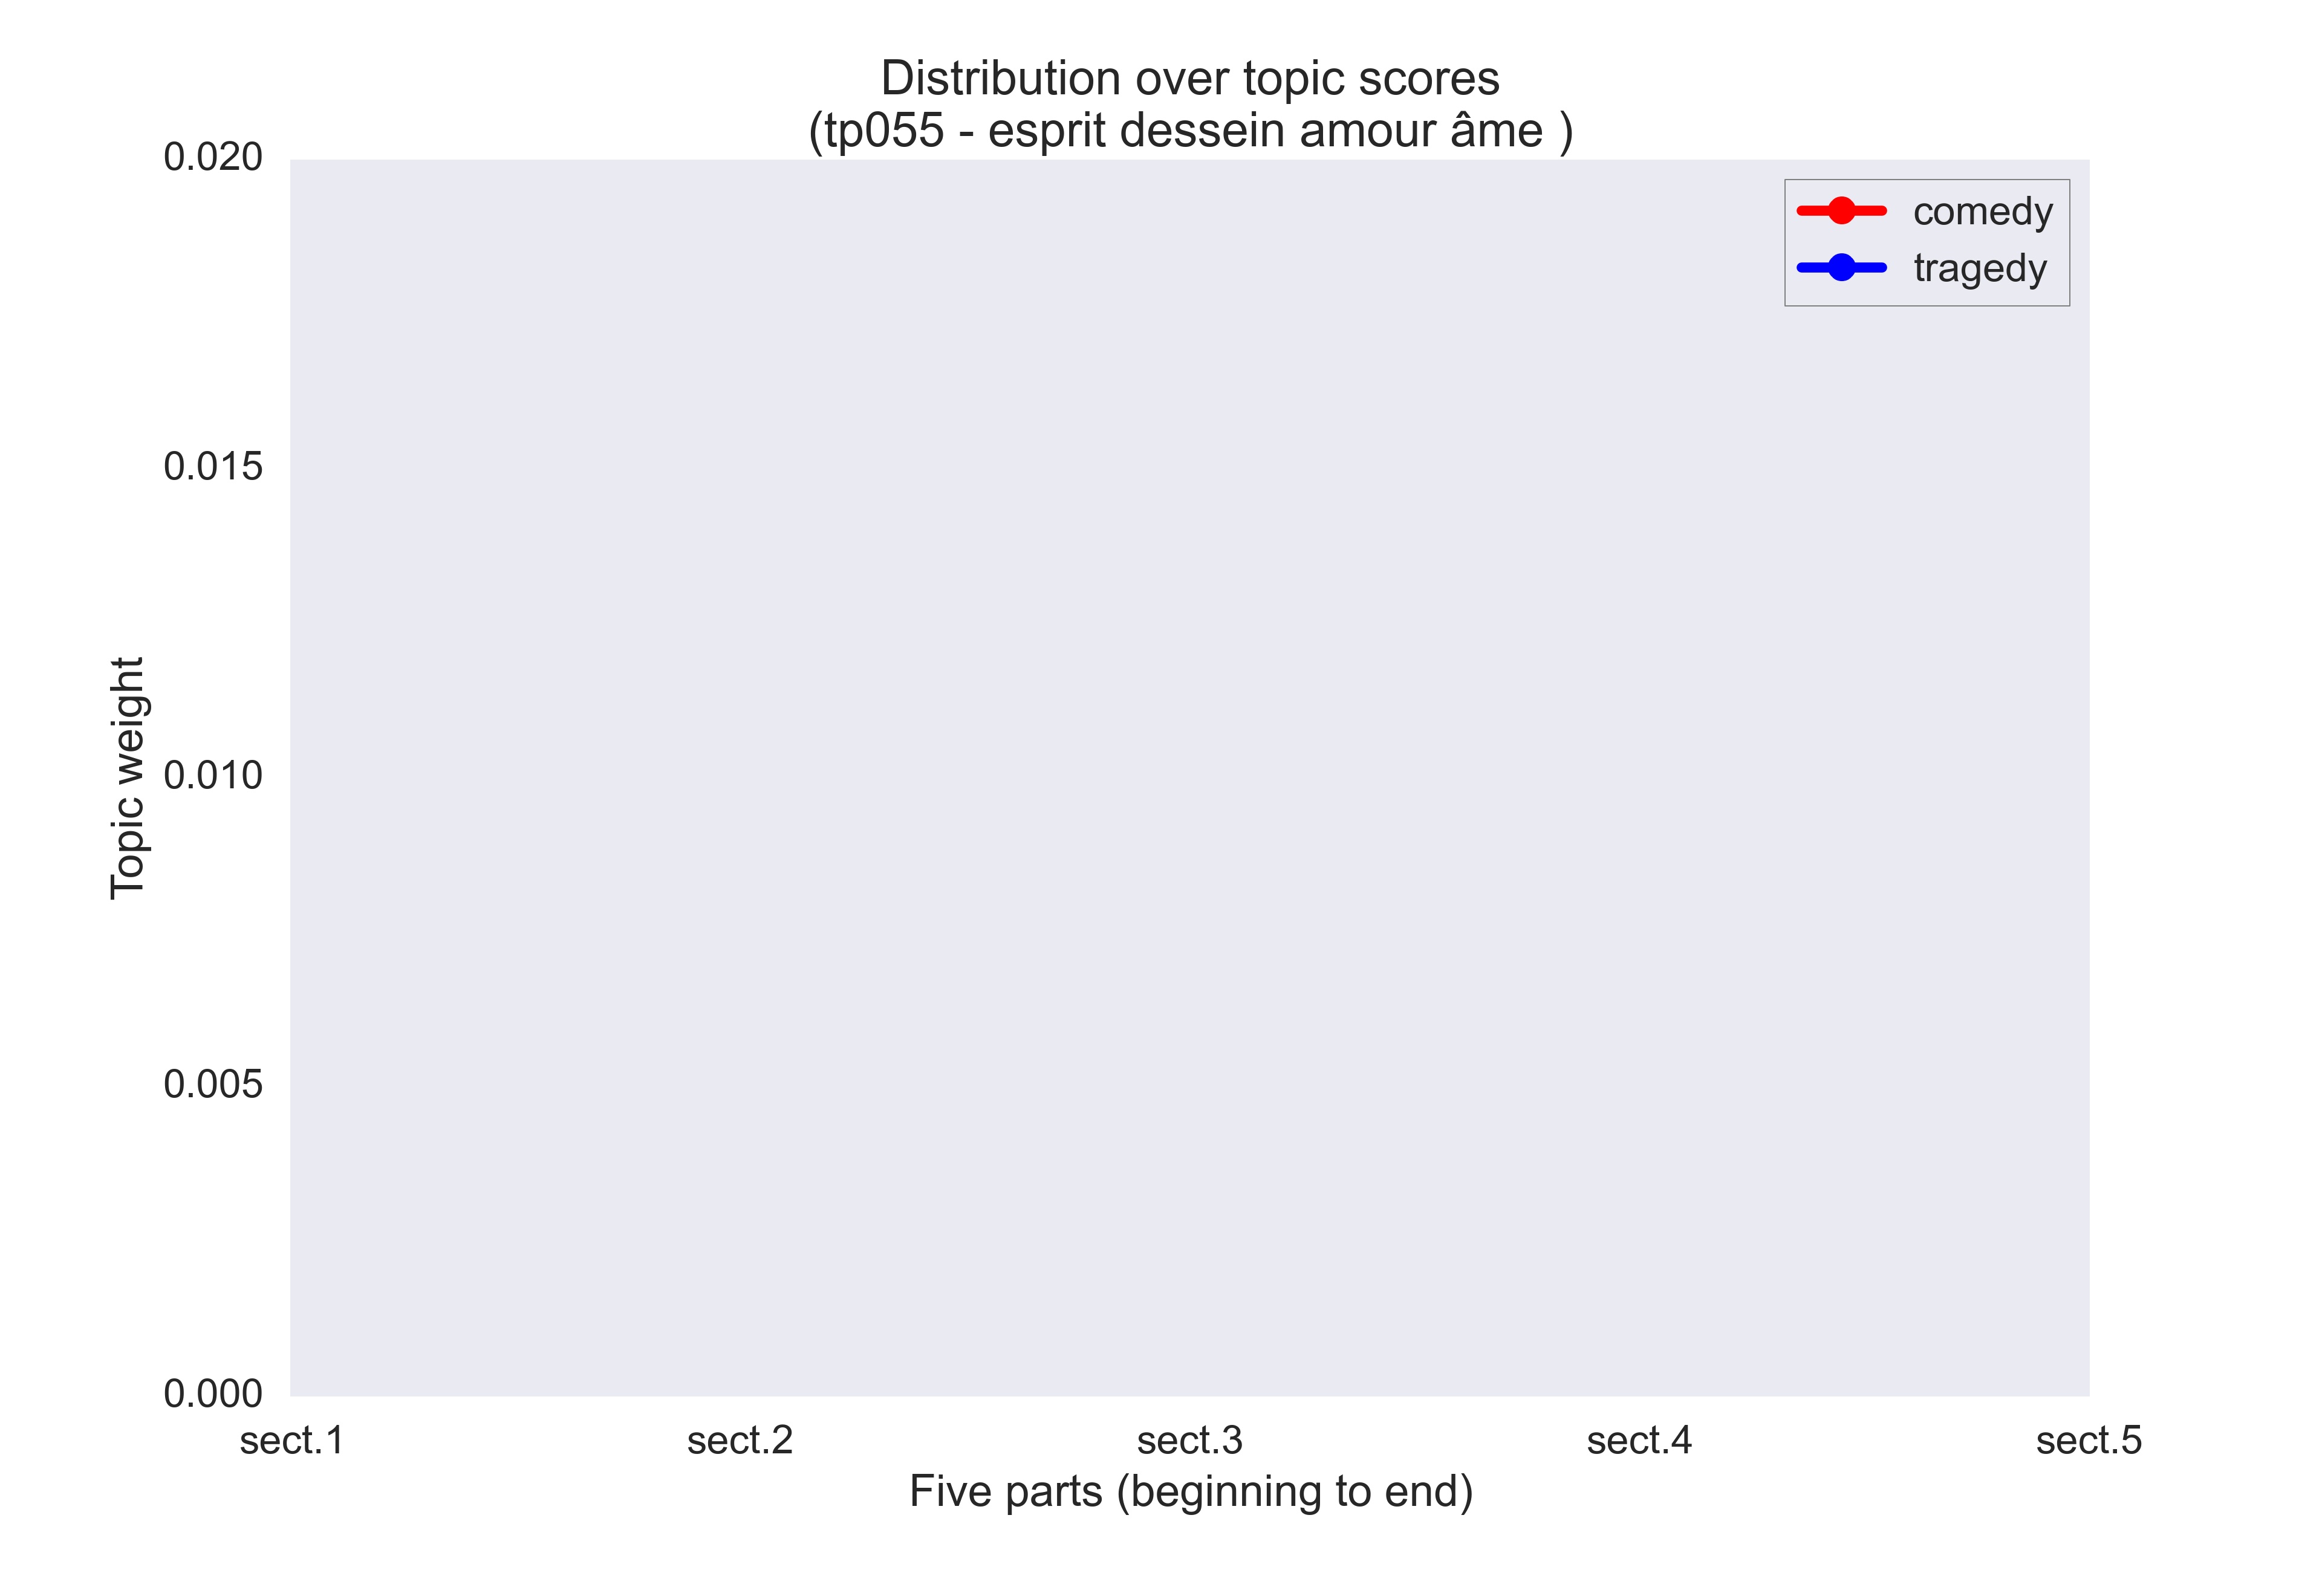 Distribution over topic scores
(tp055 - esprit dessein amour âme )
comedy
tragedy
Topic weight
0.020
0.015
0.010
0.005
0.000
sect.1
sect.2
sect.3
sect.4
sect.5
Five parts (beginning to end)